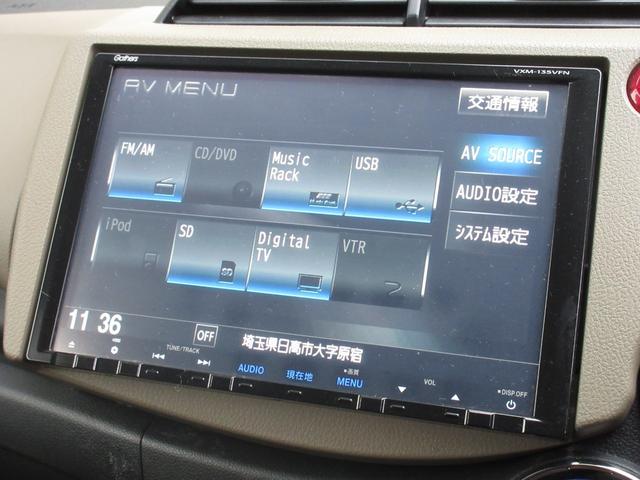 Gathers
VXM-135VFN
AV MENU
交通情報
FM/AM
CD/DVD
Music Rack
USB
AV SOURCE
AUDIO設定
iPod
SD
Digital TV
VTR
システム設定
SD
11 36
OFF
埼玉県日高市大字原宿
TUNE/TRACK
AUDIO
現在地
画質
MENU
VOL
DISP.OFF